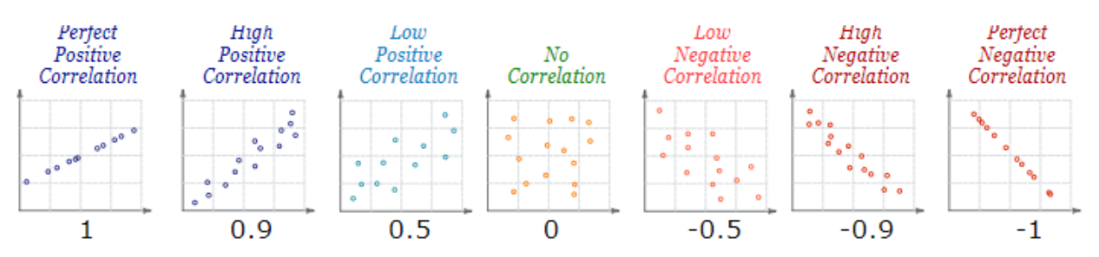 Perfect
Positive
Correlation
High
Positive
Correlation
Low
Positive
Correlation
No
Correlation
Low
Negative
Correlation
High
Negative
Correlation
Perfect
Negative
Correlation
1
0.9
0.5
0
-0.5
-0.9
-1